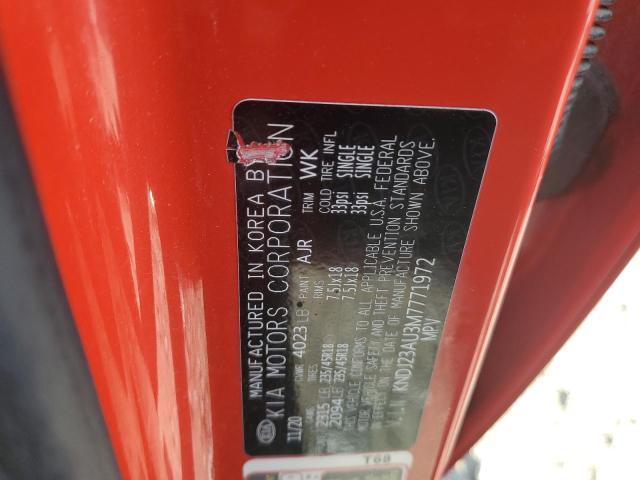 MANUFACTURED IN KOREA BY
KIA MOTORS CORPORATION
11/20 GVWR 4023 LB PAINT AJR TRIM WK
TIRES RIMS COLD TIRE INFL
2315 LB 235/45R18 7.5Jx18 33psi SINGLE
2094 LB 235/45R18 7.5Jx18 33psi SINGLE
VEHICLE CONFORMS TO ALL APPLICABLE U.S.A. FEDERAL
MOTOR VEHICLE SAFETY AND THEFT PREVENTION STANDARDS
IN EFFECT ON THE DATE OF MANUFACTURE SHOWN ABOVE.
KNDJ23AU3M7771972
MPV
KIA
T68